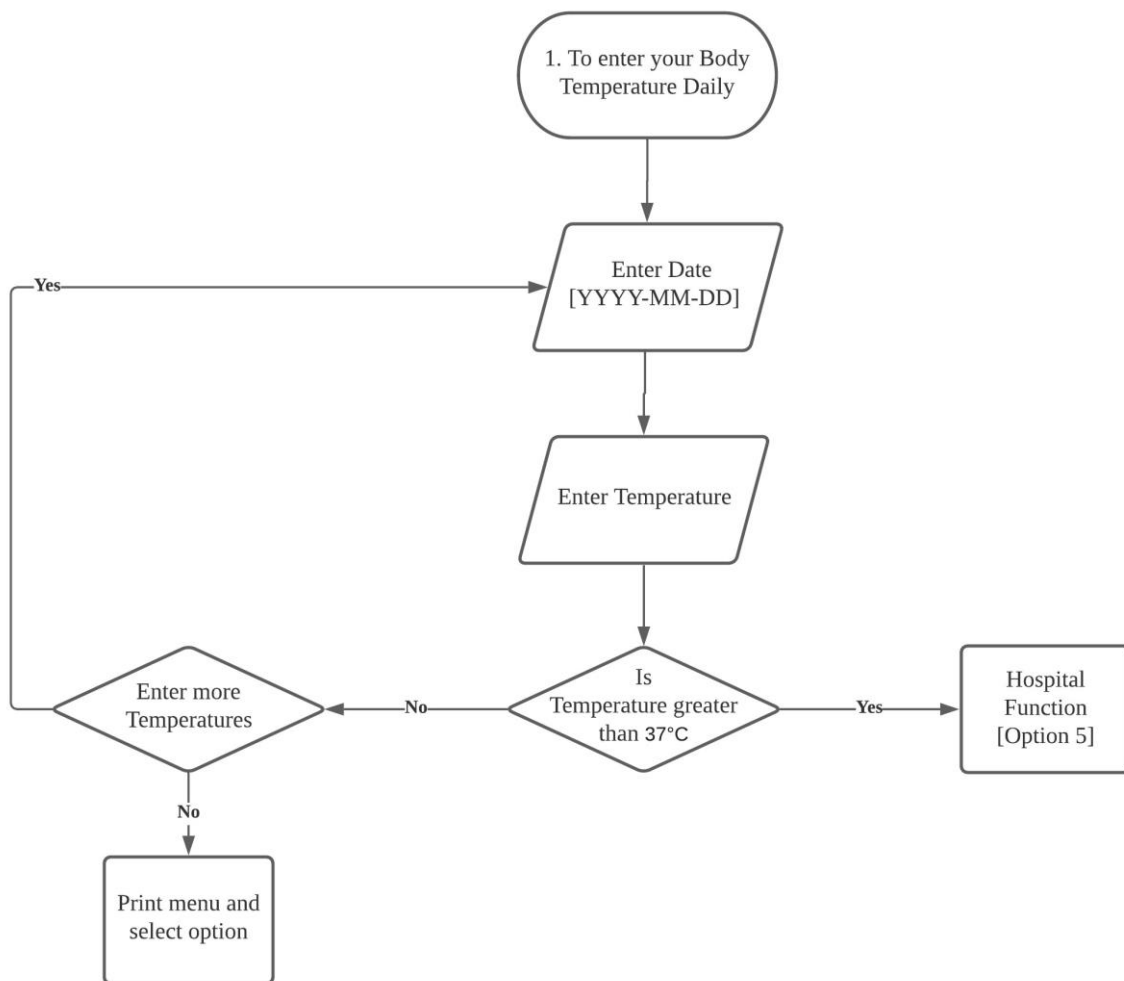 1. To enter your Body
Temperature Daily
Yes
Enter Date
[YYYY-MM-DD]
Enter Temperature
Enter more
Temperatures
No
Is
Temperature greater
than 37°C
Yes
Hospital
Function
[Option 5]
No
Print menu and
select option